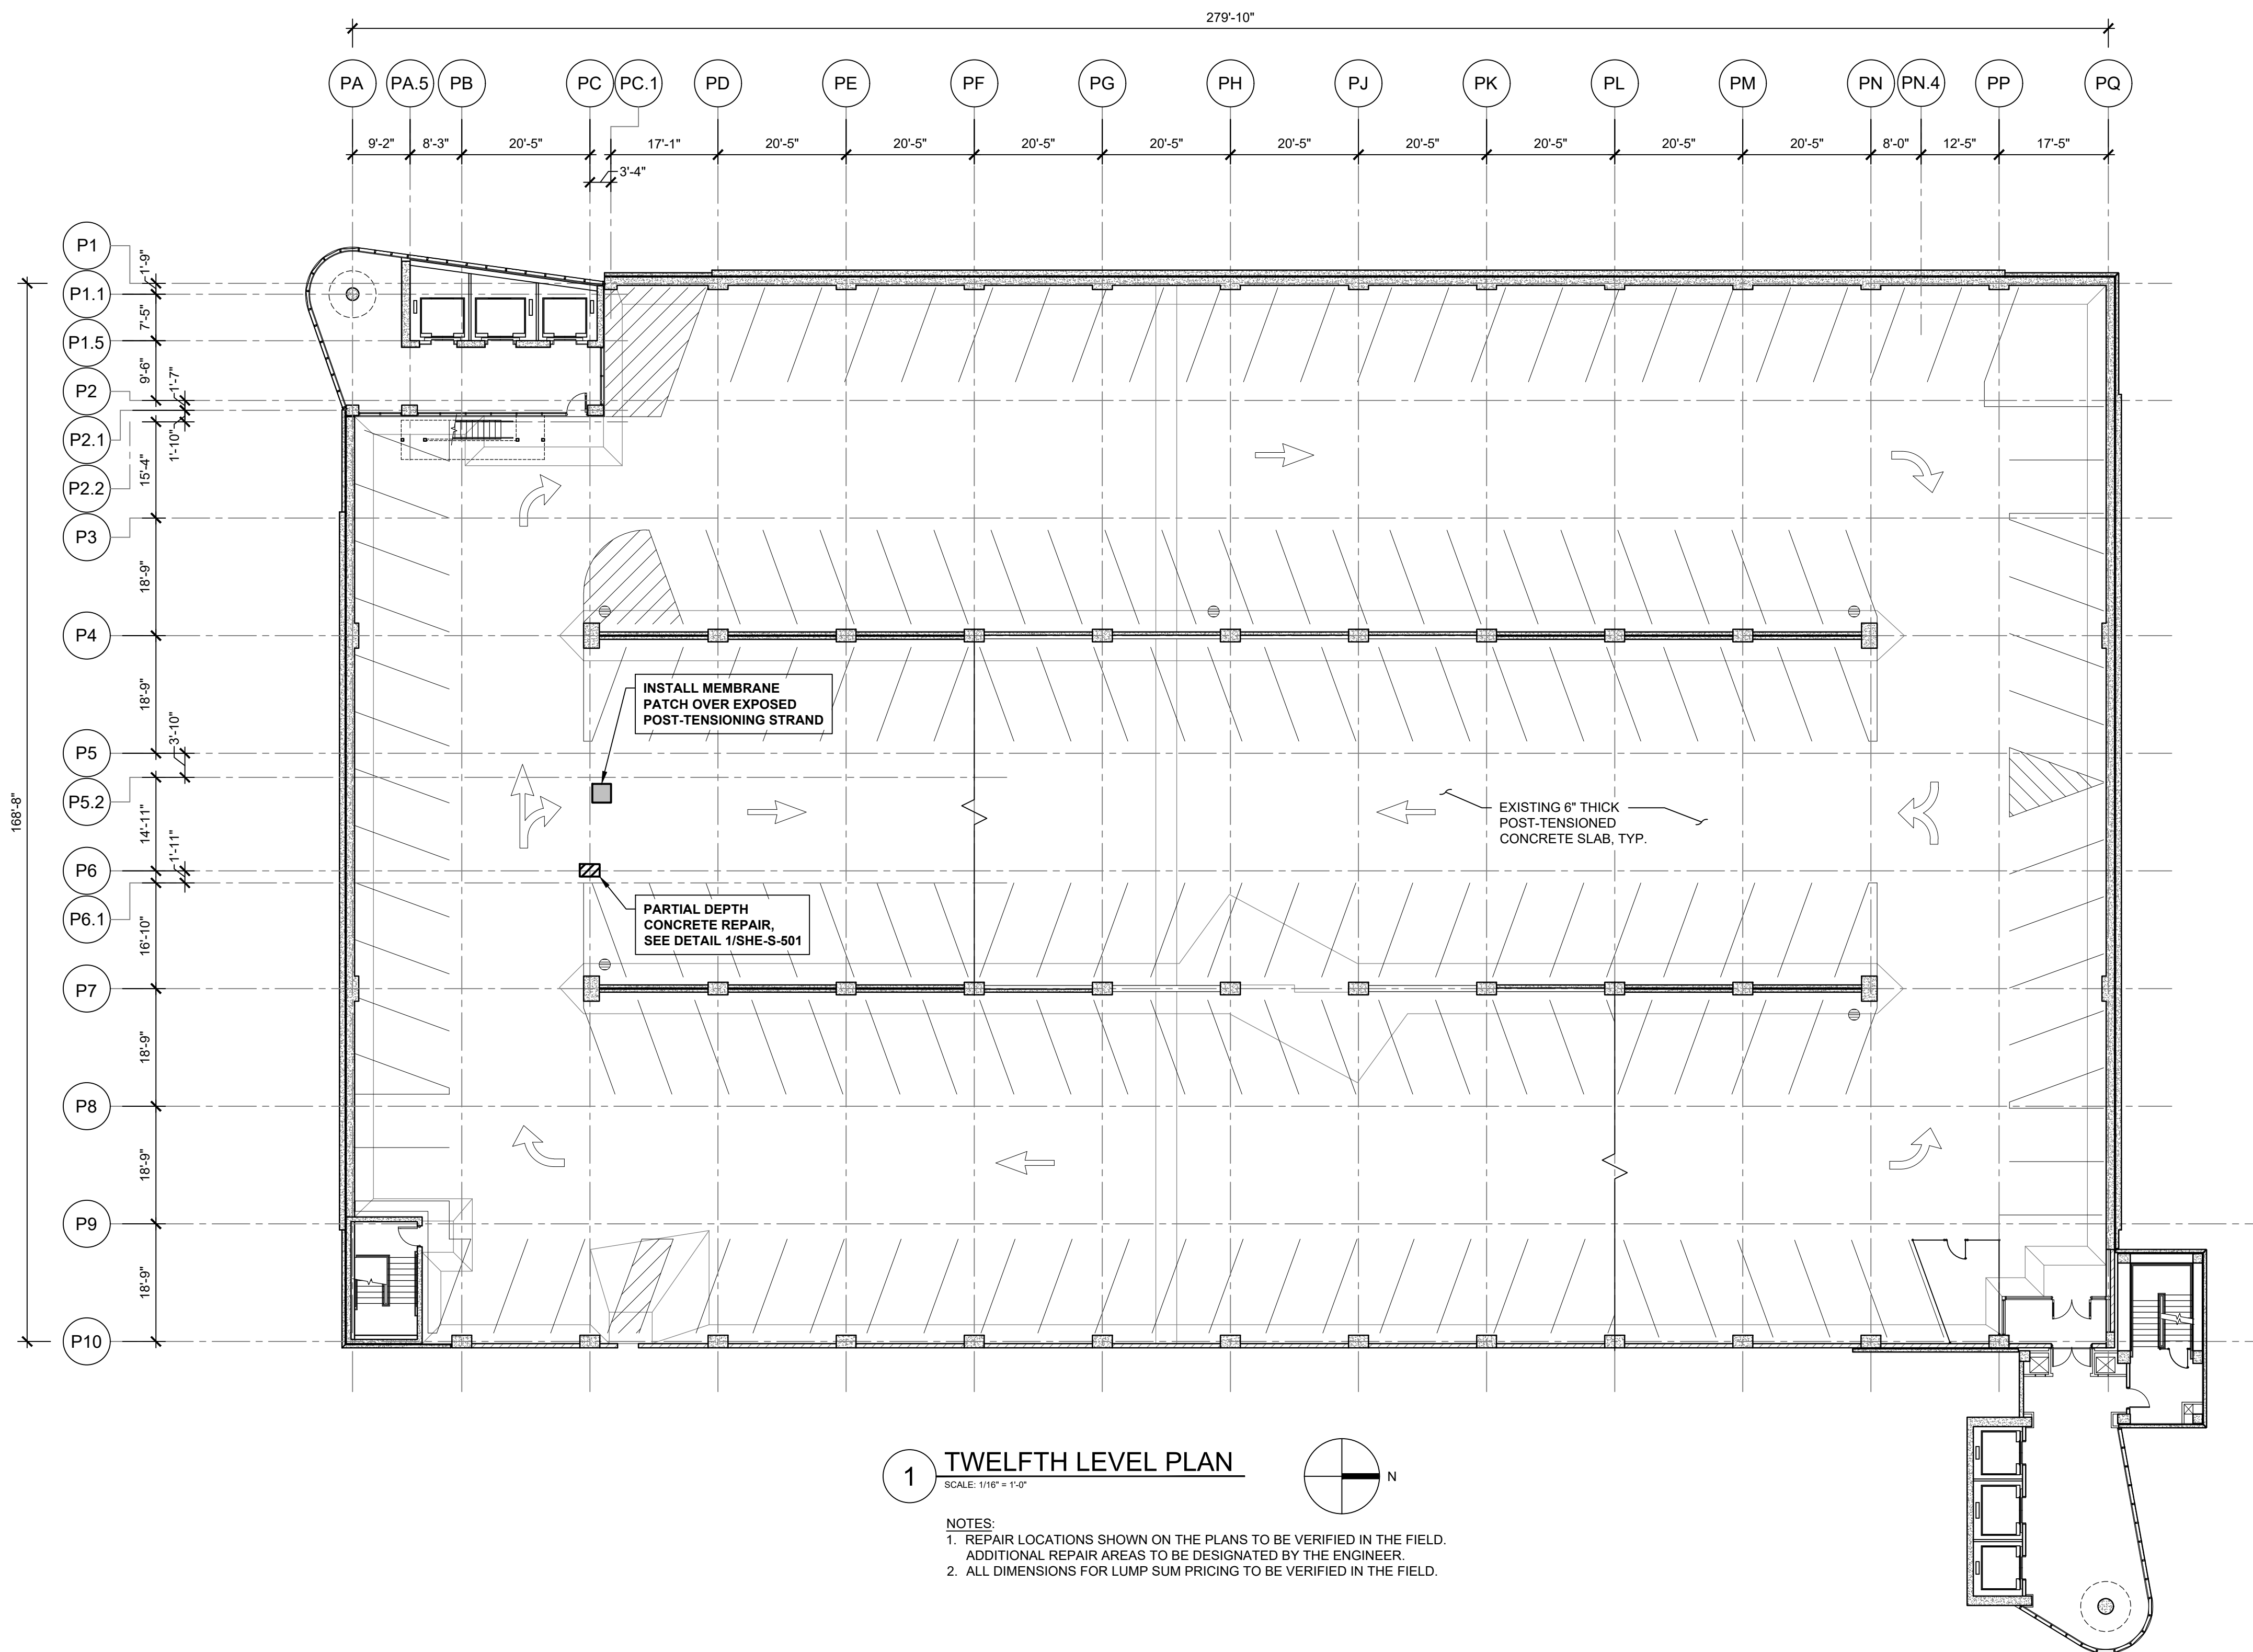 279'-10"
PA PA.5 PB PC PC.1 PD PE PF PG PH PJ PK PL PM PN PN.4 PP PQ
9'-2" 8'-3" 20'-5" 17'-1" 20'-5" 20'-5" 20'-5" 20'-5" 20'-5" 20'-5" 20'-5" 20'-5" 20'-5" 8'-0" 12'-5" 17'-5"
3'-4"
P1
1'-9"
P1.1
7'-5"
P1.5
9'-6"
1'-7"
P2
P2.1
1'-10"
15'-4"
P2.2
P3
18'-9"
P4
18'-9"
INSTALL MEMBRANE
PATCH OVER EXPOSED
POST-TENSIONING STRAND
3'-10"
P5
P5.2
168'-8"
14'-11"
EXISTING 6" THICK
POST-TENSIONED
CONCRETE SLAB, TYP.
1'-11"
P6
P6.1
16'-10"
PARTIAL DEPTH
CONCRETE REPAIR,
SEE DETAIL 1/SHE-S-501
P7
18'-9"
P8
18'-9"
P9
18'-9"
P10
1 TWELFTH LEVEL PLAN
SCALE: 1/16" = 1'-0"
N
NOTES:
1. REPAIR LOCATIONS SHOWN ON THE PLANS TO BE VERIFIED IN THE FIELD.
ADDITIONAL REPAIR AREAS TO BE DESIGNATED BY THE ENGINEER.
2. ALL DIMENSIONS FOR LUMP SUM PRICING TO BE VERIFIED IN THE FIELD.